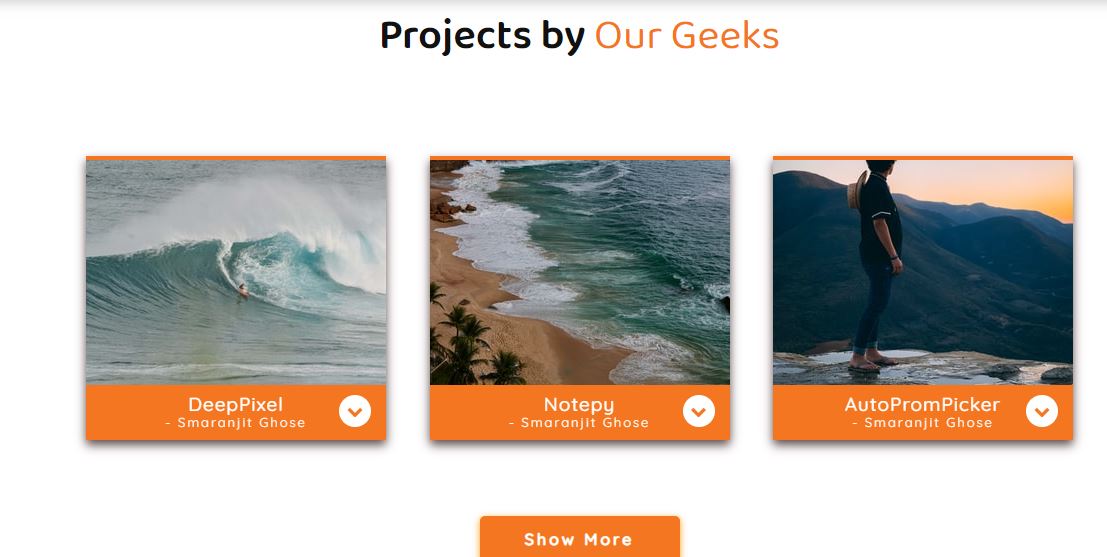 Projects by Our Geeks
DeepPixel
- Smaranjit Ghose
Notepy
- Smaranjit Ghose
AutoPromPicker
- Smaranjit Ghose
Show More